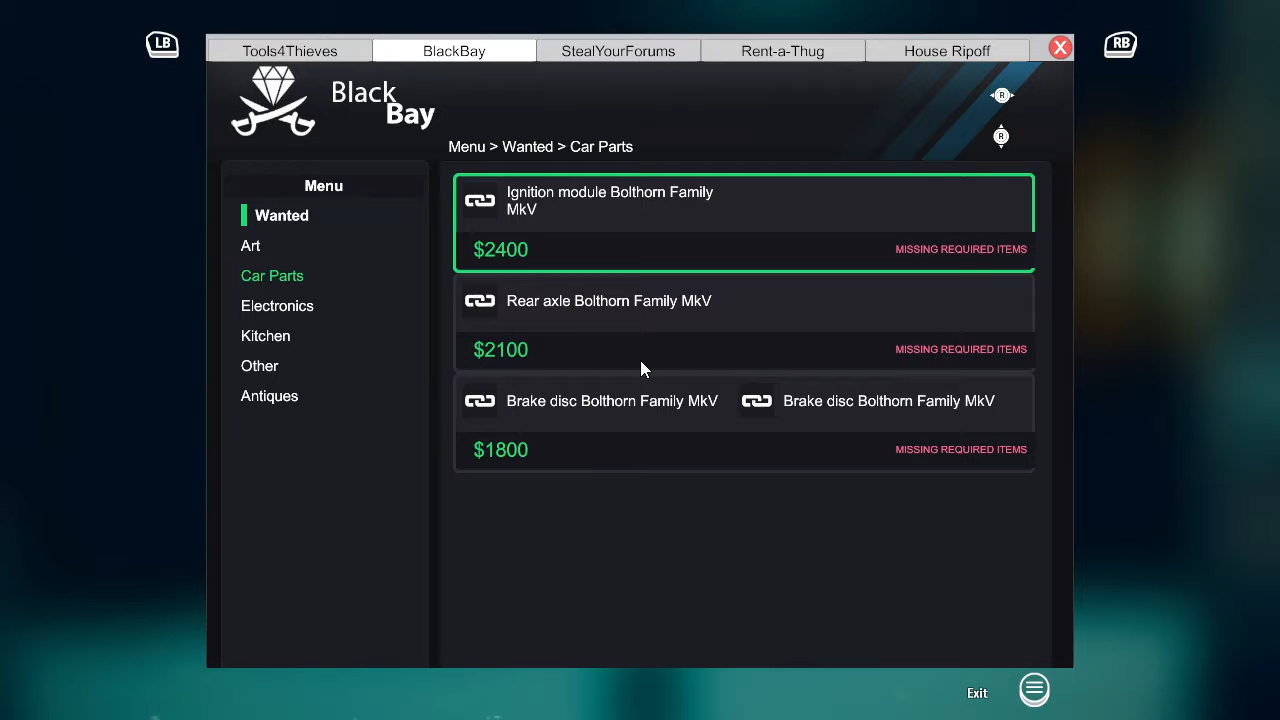 LB
Tools4Thieves
BlackBay
StealYourForums
Rent-a-Thug
House Ripoff
X
RB
Black
Bay
R
R
Menu > Wanted > Car Parts
Menu
Wanted
Art
Car Parts
Electronics
Kitchen
Other
Antiques
Ignition module Bolthorn Family
MkV
$2400
MISSING REQUIRED ITEMS
Rear axle Bolthorn Family MkV
$2100
MISSING REQUIRED ITEMS
Brake disc Bolthorn Family MkV
Brake disc Bolthorn Family MkV
$1800
MISSING REQUIRED ITEMS
Exit